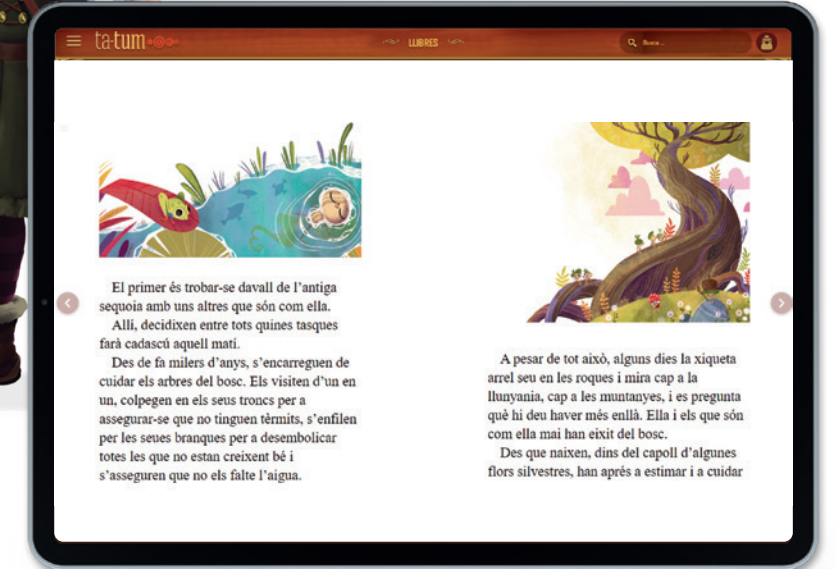 ta-tum
LLIBRES
Busca...
El primer és trobar-se davall de l’antiga
sequoia amb uns altres que són com ella.
Allí, decidixen entre tots quines tasques
farà cadascú aquell matí.
Des de fa milers d’anys, s’encarreguen de
cuidar els arbres del bosc. Els visiten d’un en
un, colpegen en els seus troncs per a
assegurar-se que no tinguen tèrmits, s’enfilen
per les seues branques per a desembolicar
totes les que no estan creixent bé i
s’asseguren que no els falte l’aigua.
A pesar de tot això, alguns dies la xiqueta
arrel seu en les roques i mira cap a la
llunyania, cap a les muntanyes, i es pregunta
què hi deu haver més enllà. Ella i els que són
com ella mai han eixit del bosc.
Des que naixen, dins del capoll d’algunes
flors silvestres, han aprés a estimar i a cuidar